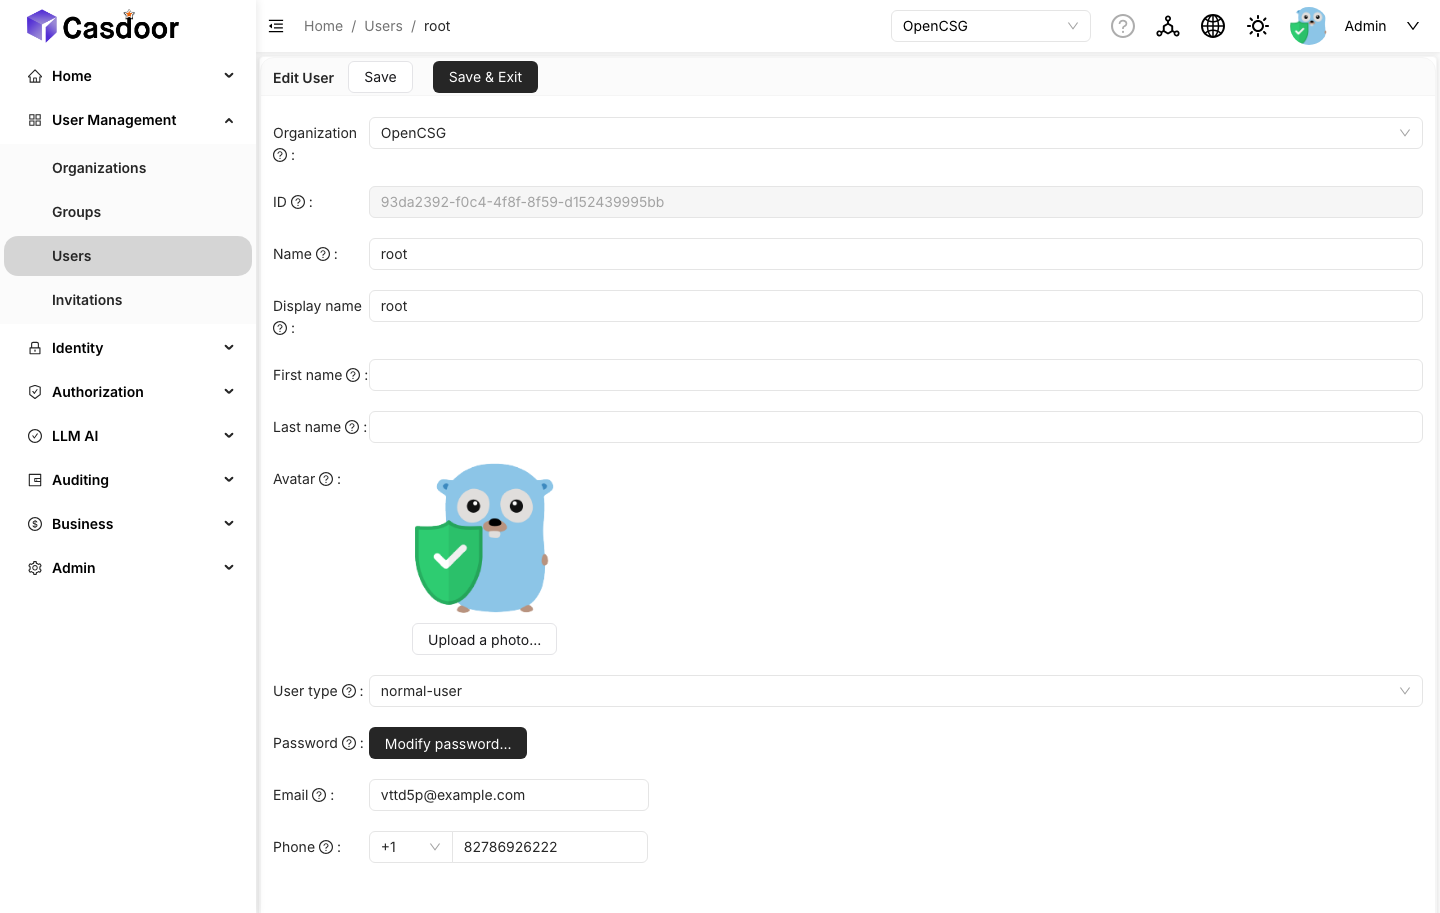 Casdoor
Home / Users / root
OpenCSG
Admin
Home
User Management
Organizations
Groups
Users
Invitations
Identity
Authorization
LLM AI
Auditing
Business
Admin
Edit User
Save
Save & Exit
Organization
? :
OpenCSG
ID ? :
93da2392-f0c4-4f8f-8f59-d152439995bb
Name ? :
root
Display name
? :
root
First name ? :
Last name ? :
Avatar ? :
Upload a photo...
User type ? :
normal-user
Password ? :
Modify password...
Email ? :
vttd5p@example.com
Phone ? :
+1
82786926222